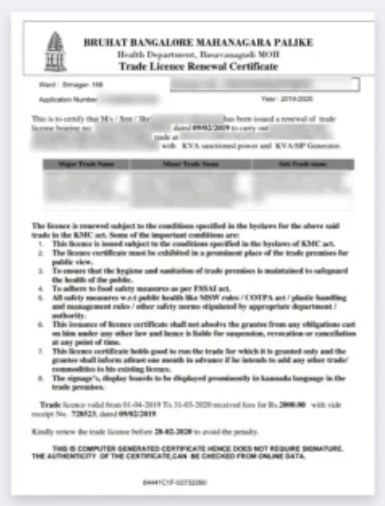 BRUHAT BANGALORE MAHANAGARA PALIKE
Health Department, Basavanagudi MOH
Trade Licence Renewal Certificate
Ward : Srinagar- 156
Application Number
Year : 2019-2020
This is to certify that M/s / Smt / Shr has been issued a renewal of trade
license bearing no: dated 09/02/2019 to carry out
trade at
with KVA sanctioned power and KVA/HP Generator.
Major Trade Name Minor Trade Name Sub Trade name
The licence is renewed subject to the conditions specified in the byelaws for the above said
trade in the KMC act. Some of the important conditions are:
1. This licence is issued subject to the conditions specified in the byelaws of KMC act.
2. The licence certificate must be exhibited in a prominent place of the trade premises for
public view.
3. To ensure that the hygiene and sanitation of trade premises is maintained to safeguard
the health of the public.
4. To adhere to food safety measures as per FSSAI act.
5. All safety measures w.r.t public health like MSW rules / COTPA act / plastic handling
and management rules / other safety norms stipulated by appropriate department /
authority.
6. This issuance of licence certificate shall not absolve the grantee from any obligations cast
on him under any other law and hence is liable for suspension, revocation or cancellation
at any point of time.
7. This licence certificate holds good to run the trade for which it is granted only and the
grantee shall inform atleast one month in advance if he intends to add any other trade/
commodities to his existing licence.
8. The signage's, display boards to be displayed prominently in kannada language in the
trade premises.
Trade licence valid from 01-04-2019 To 31-03-2020 received fees for Rs.2000.00 with vide
receipt No. 728523, dated 09/02/2019.
Kindly renew the trade license before 28-02-2020 to avoid the penalty.
THIS IS COMPUTER GENERATED CERTIFICATE HENCE DOES NOT REQUIRE SIGNATURE.
THE AUTHENTICITY OF THE CERTIFICATE,CAN BE CHECKED FROM ONLINE DATA.